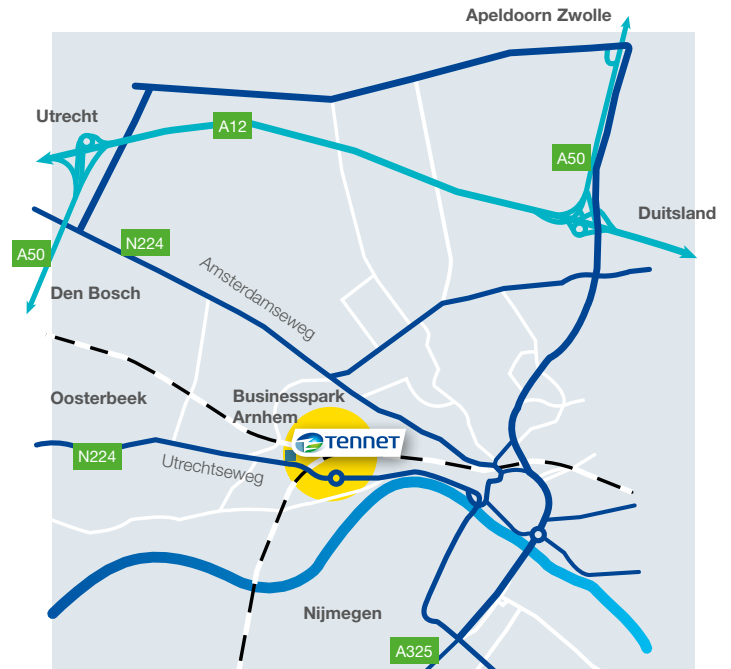 Apeldoorn Zwolle
Utrecht
A12
A50
Duitsland
N224
A50
Den Bosch
Amsterdamseweg
Oosterbeek
Businesspark
Arnhem
TENNET
N224
Utrechtseweg
Nijmegen
A325